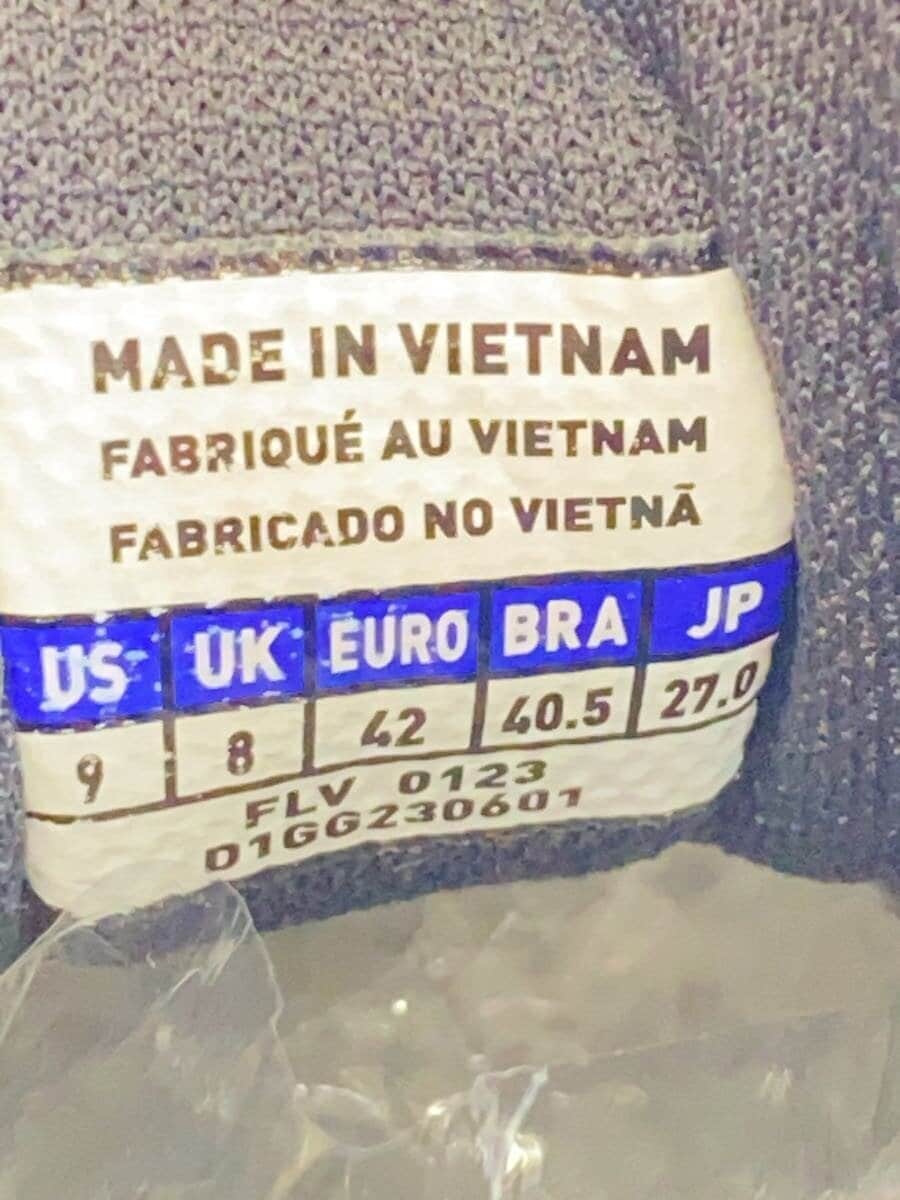 MADE IN VIETNAM
FABRIQUÉ AU VIETNAM
FABRICADO NO VIETNÃ
US UK EURO BRA JP
9 8 42 40.5 27.0
FLV 0123
01GG230601